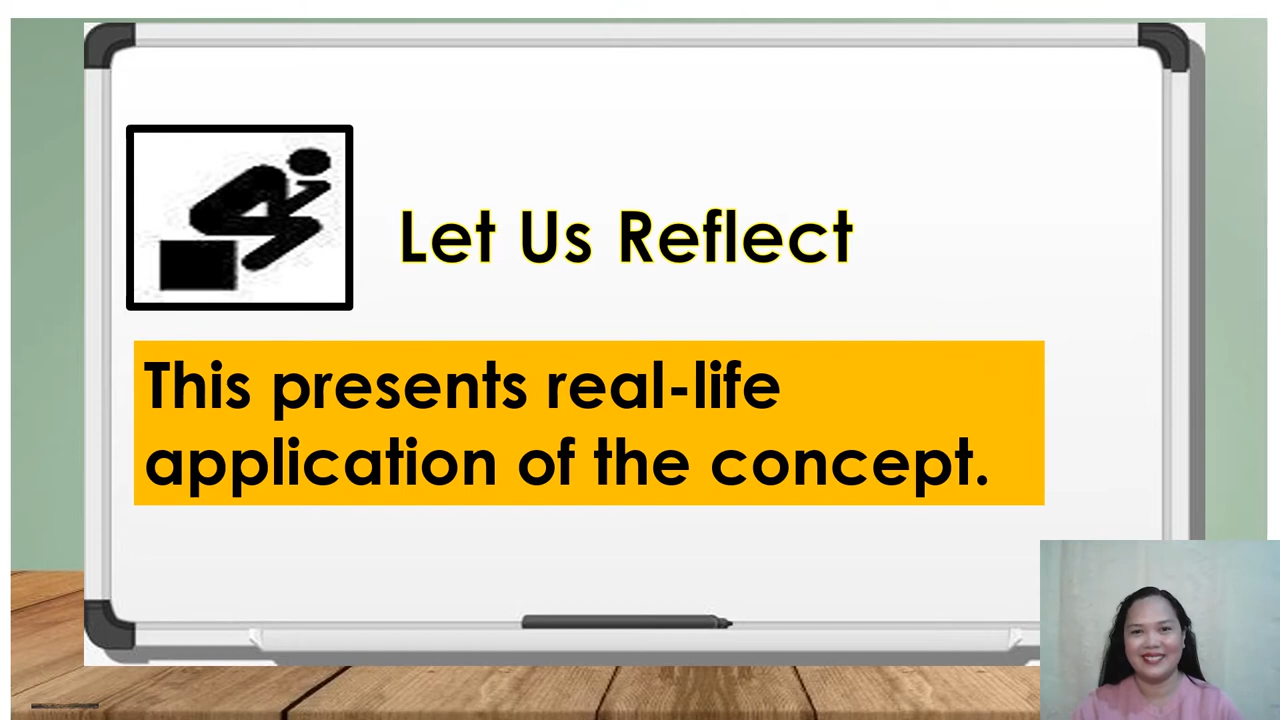 Let Us Reflect
This presents real-life
application of the concept.